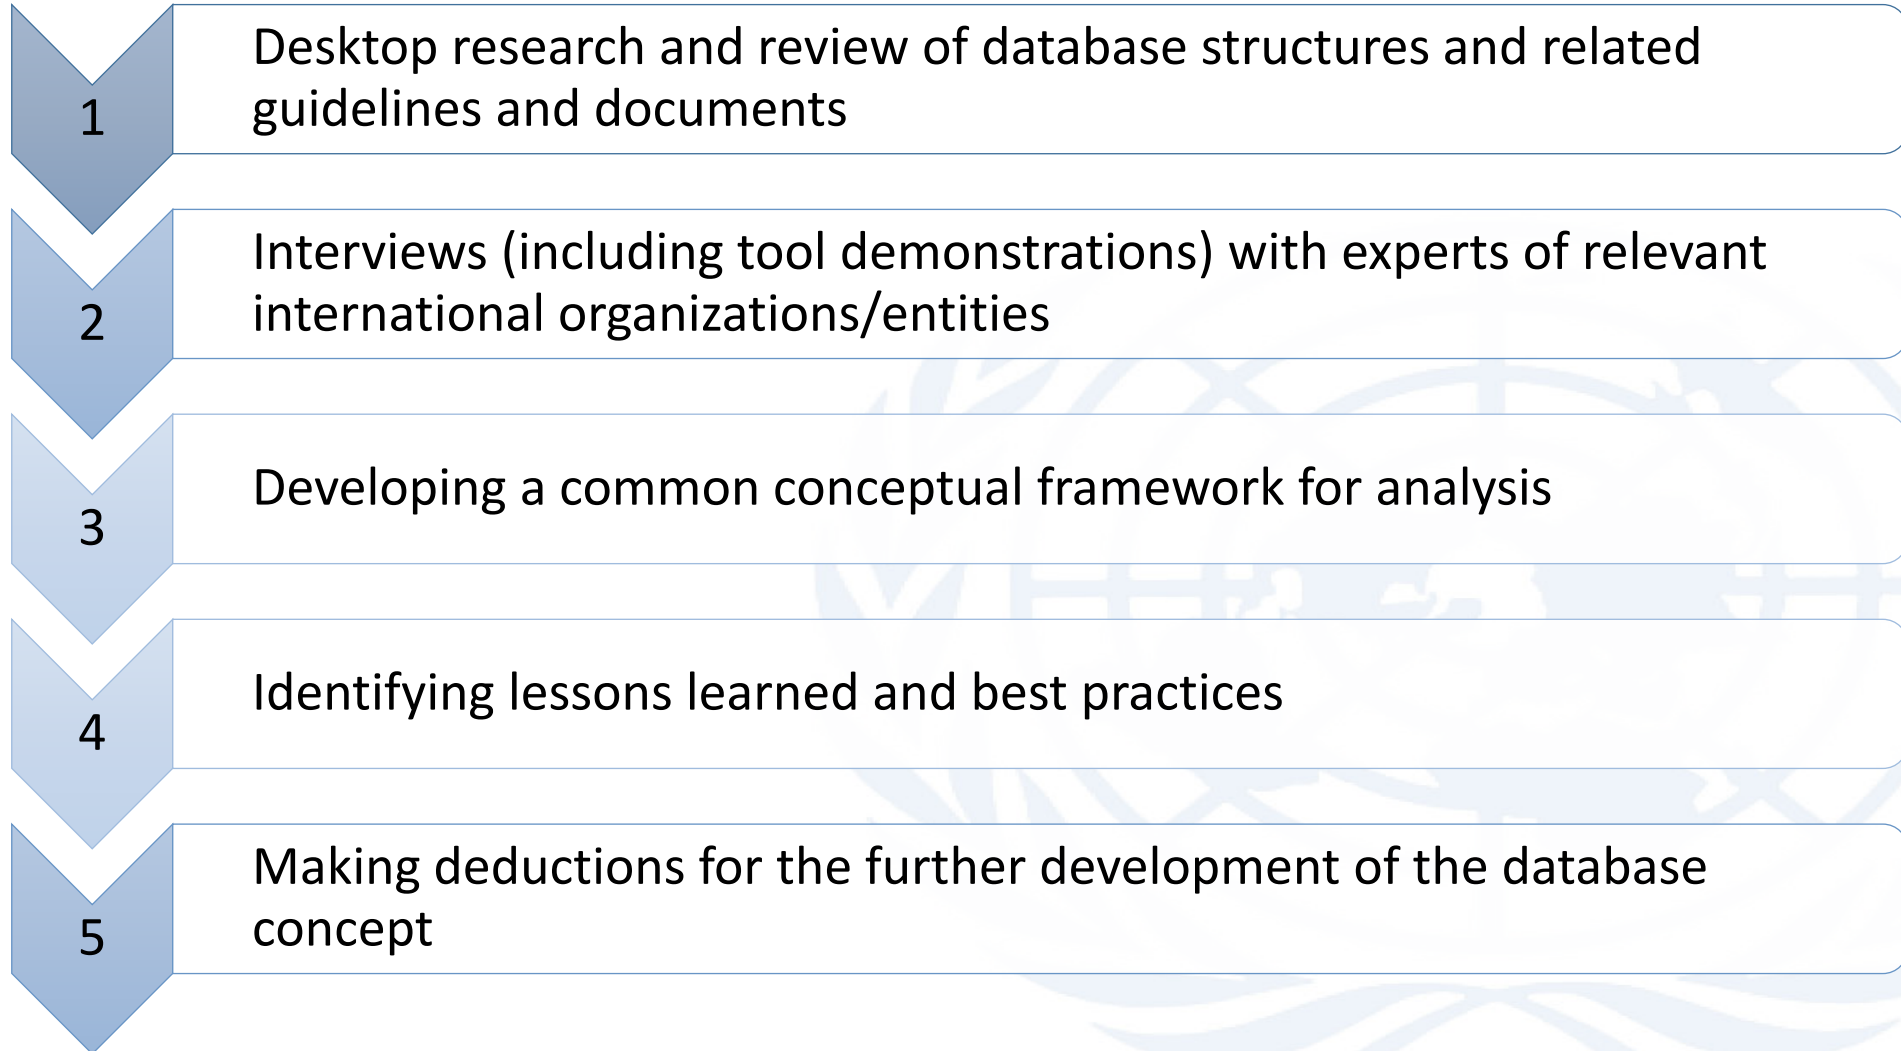 1
Desktop research and review of database structures and related
guidelines and documents
2
Interviews (including tool demonstrations) with experts of relevant
international organizations/entities
3
Developing a common conceptual framework for analysis
4
Identifying lessons learned and best practices
5
Making deductions for the further development of the database
concept